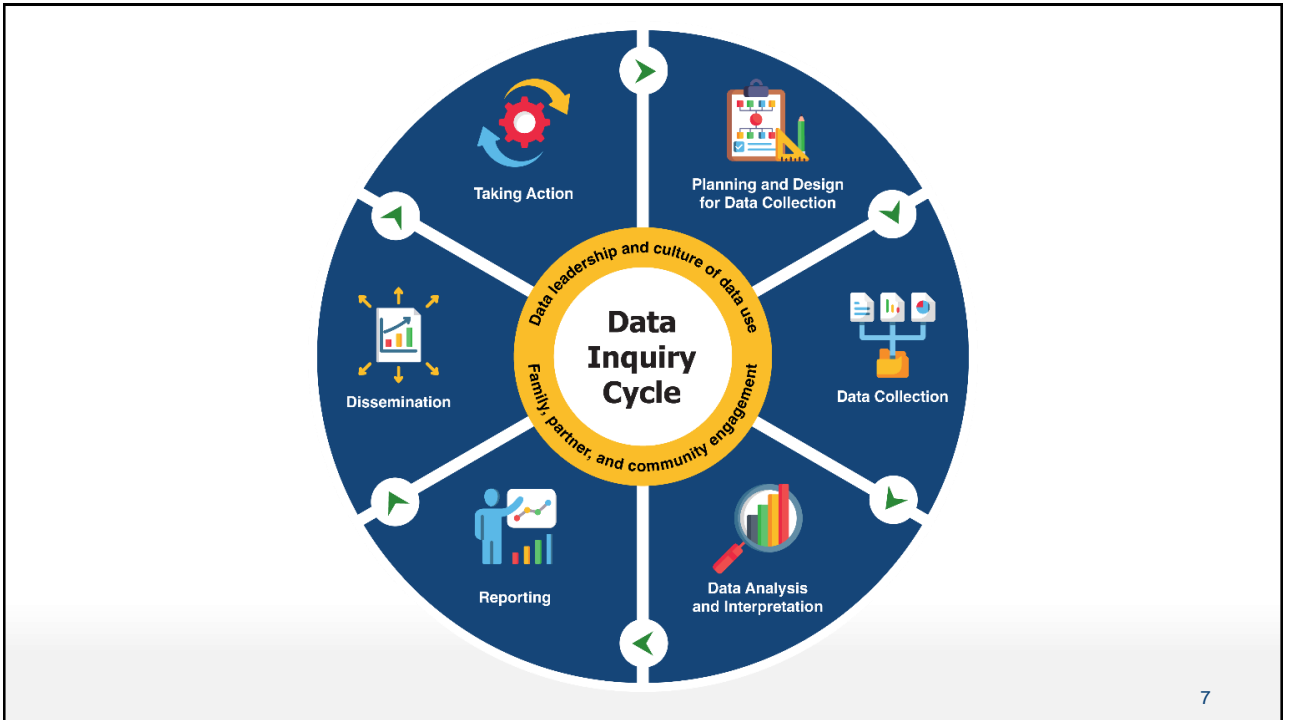 Taking Action
Planning and Design
for Data Collection
Data leadership and culture of data use
Data
Inquiry
Cycle
Family, partner, and community engagement
Dissemination
Data Collection
Reporting
Data Analysis
and Interpretation
7